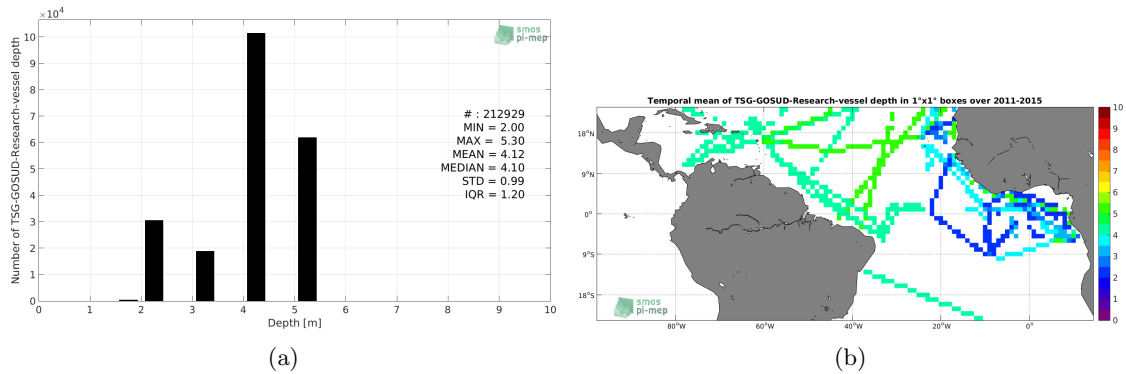 ×10⁴
10
9
8
7
6
5
4
3
2
1
0
Number of TSG-GOSUD-Research-vessel depth
0 1 2 3 4 5 6 7 8 9 10
Depth [m]
smos
pi-mep
# : 212929
MIN = 2.00
MAX = 5.30
MEAN = 4.12
MEDIAN = 4.10
STD = 0.99
IQR = 1.20
(a)
Temporal mean of TSG-GOSUD-Research-vessel depth in 1°x1° boxes over 2011-2015
18°N
9°N
0°
9°S
18°S
80°W 60°W 40°W 20°W 0°
smos
pi-mep
10
9
8
7
6
5
4
3
2
1
0
(b)